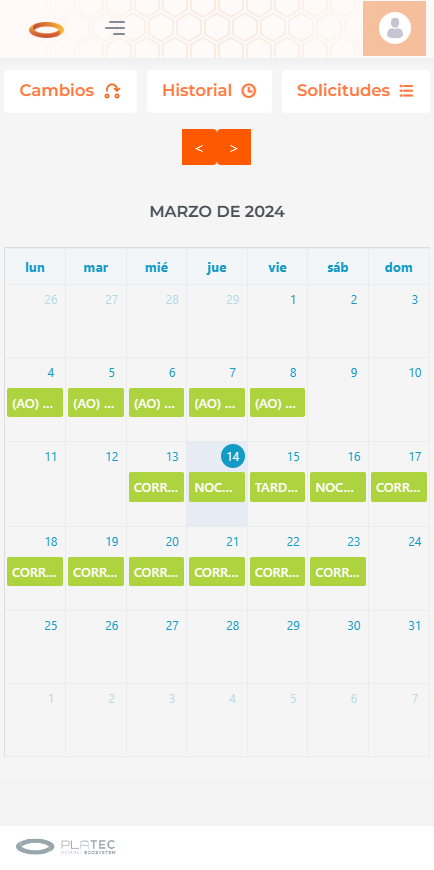 Cambios Historial Solicitudes
< >
MARZO DE 2024
lun mar mié jue vie sáb dom
26 27 28 29 1 2 3
4 5 6 7 8 9 10
(AO) ... (AO) ... (AO) ... (AO) ... (AO) ...
11 12 13 14 15 16 17
CORR... NOC... TARD... NOC... CORR...
18 19 20 21 22 23 24
CORR... CORR... CORR... CORR... CORR... CORR...
25 26 27 28 29 30 31
1 2 3 4 5 6 7
PLATEC
ECOSYSTEM